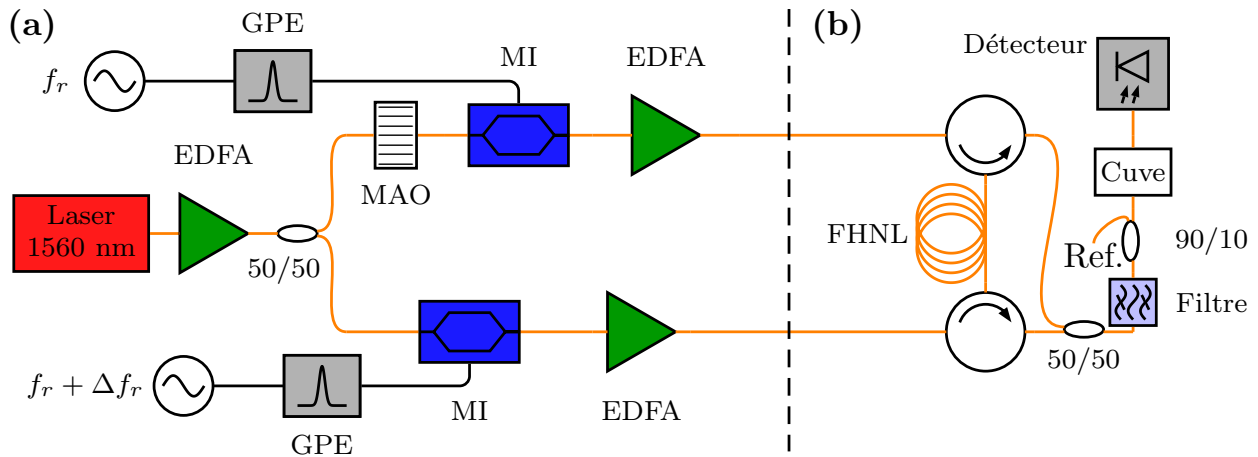 (a)
GPE
f_r
MI
EDFA
EDFA
MAO
Laser
1560 nm
50/50
f_r + Δf_r
GPE
MI
EDFA
(b)
Détecteur
Cuve
FHNL
Ref.
90/10
Filtre
50/50